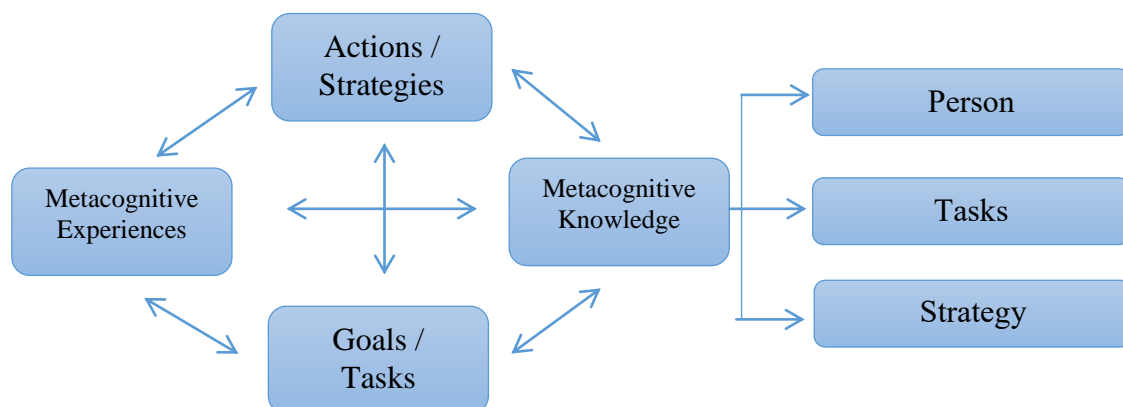 Actions /
Strategies
Metacognitive
Experiences
Metacognitive
Knowledge
Goals /
Tasks
Person
Tasks
Strategy